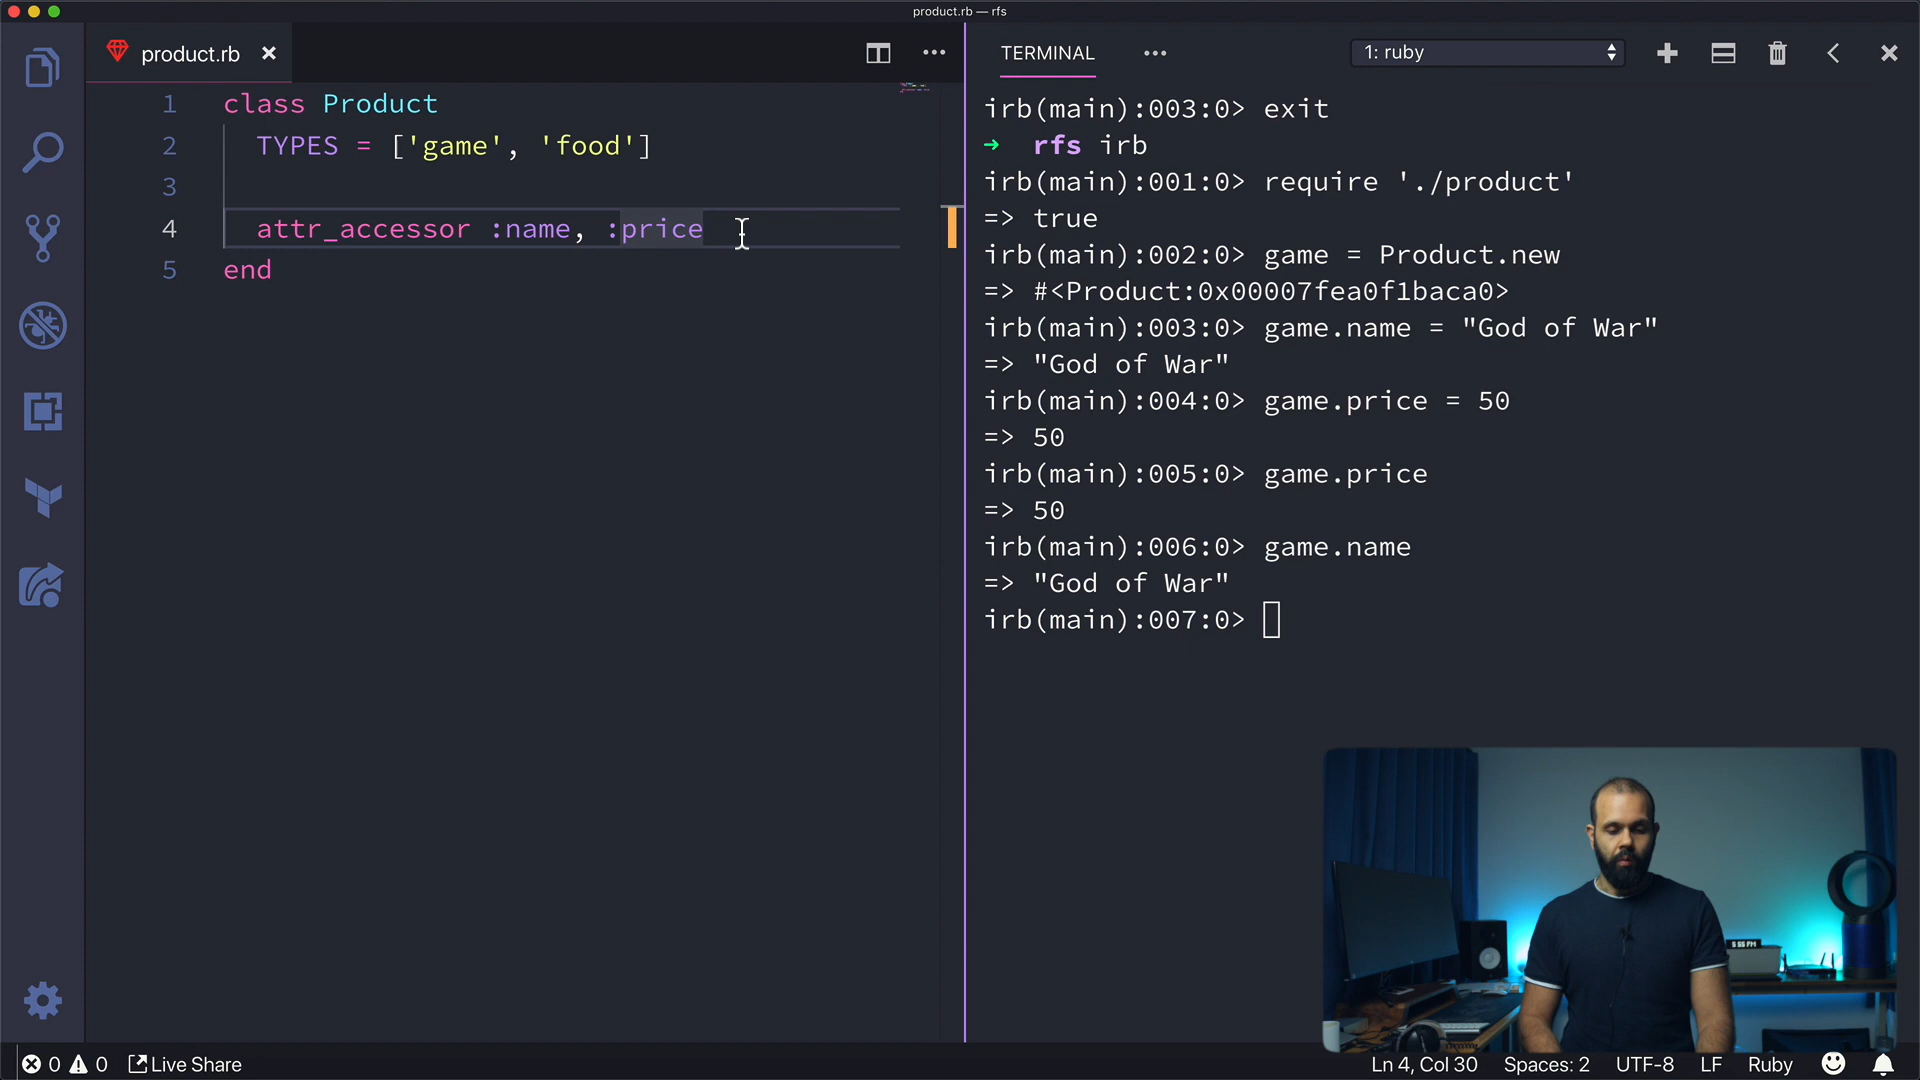 product.rb — rfs
product.rb
TERMINAL
1: ruby
1 class Product
2 TYPES = ['game', 'food']
3
4 attr_accessor :name, :price
5 end
irb(main):003:0> exit
→ rfs irb
irb(main):001:0> require './product'
=> true
irb(main):002:0> game = Product.new
=> #<Product:0x00007fea0f1baca0>
irb(main):003:0> game.name = "God of War"
=> "God of War"
irb(main):004:0> game.price = 50
=> 50
irb(main):005:0> game.price
=> 50
irb(main):006:0> game.name
=> "God of War"
irb(main):007:0>
5 55 PM
0 0 Live Share
Ln 4, Col 30 Spaces: 2 UTF-8 LF Ruby